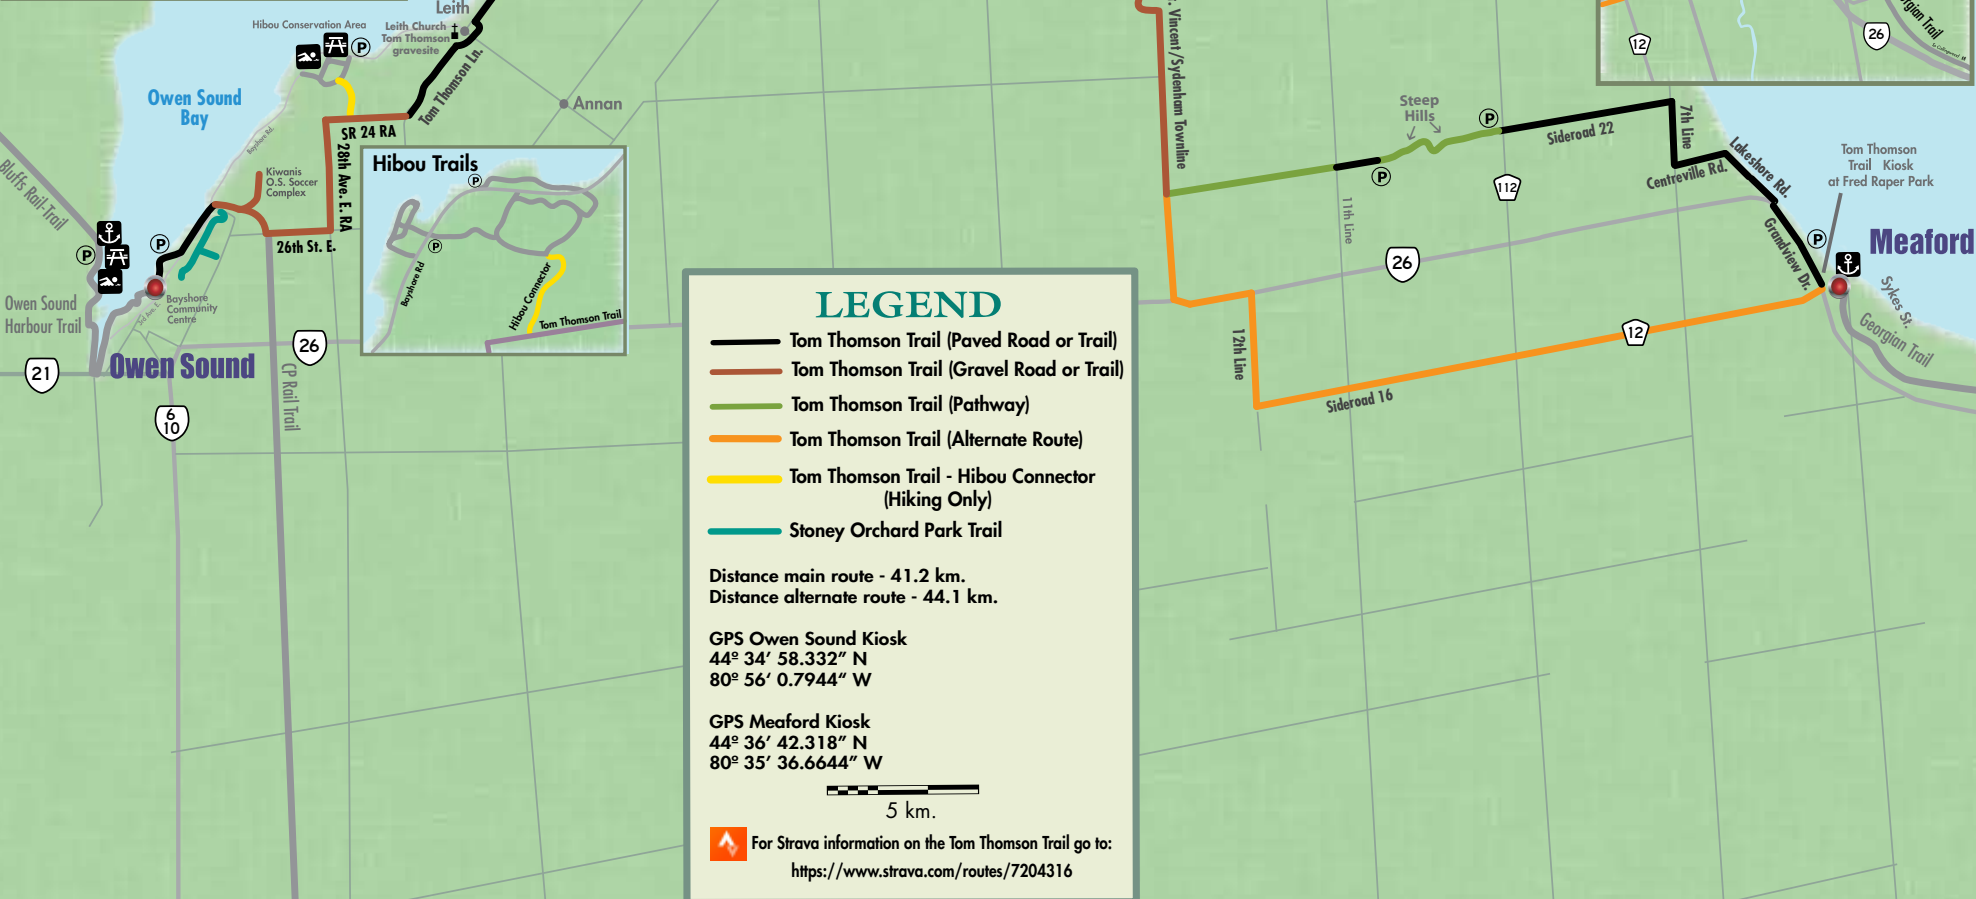 Leith
Hibou Conservation Area
Leith Church
Tom Thomson
gravesite
P
Tom Thomson Ln.
Owen Sound
Bay
Annan
SR 24 RA
Bayshore Rd.
28th Ave. E. RA
Kiwanis
O.S. Soccer
Complex
26th St. E.
Bluffs Rail-Trail
P
P
Bayshore
Community
Centre
3rd Ave. E.
Owen Sound
Harbour Trail
Owen Sound
21
26
6
10
CP Rail Trail
Hibou Trails
P
P
Bayshore Rd
Hibou Connector
Tom Thomson Trail
Vincent/Sydenham Townline
Steep
Hills
P
P
Sideroad 22
7th Line
Centreville Rd.
Lakeshore Rd.
112
11th Line
Tom Thomson
Trail Kiosk
at Fred Raper Park
Grandview Dr.
P
Meaford
26
Sykes St.
Georgian Trail
12th Line
12
Sideroad 16
12
26
rgian Trail
to Collingwood
LEGEND
Tom Thomson Trail (Paved Road or Trail)
Tom Thomson Trail (Gravel Road or Trail)
Tom Thomson Trail (Pathway)
Tom Thomson Trail (Alternate Route)
Tom Thomson Trail - Hibou Connector
(Hiking Only)
Stoney Orchard Park Trail
Distance main route - 41.2 km.
Distance alternate route - 44.1 km.
GPS Owen Sound Kiosk
44º 34′ 58.332″ N
80º 56′ 0.7944“ W
GPS Meaford Kiosk
44º 36′ 42.318″ N
80º 35′ 36.6644″ W
5 km.
For Strava information on the Tom Thomson Trail go to:
https://www.strava.com/routes/7204316